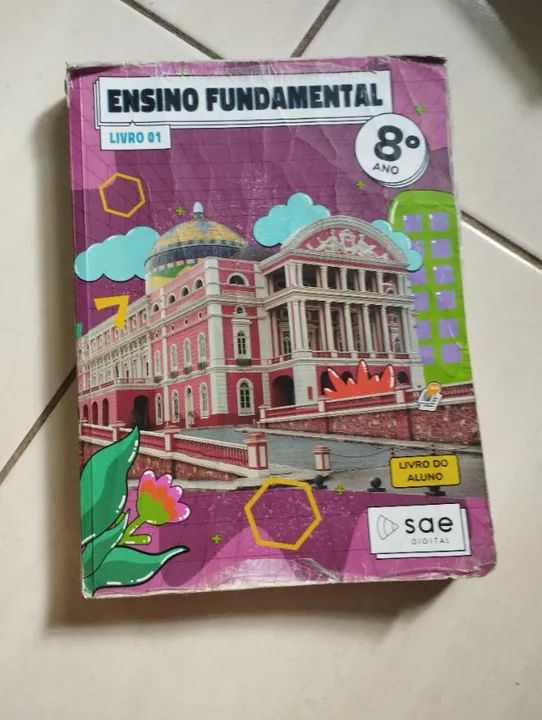 ENSINO FUNDAMENTAL
LIVRO 01
8º
ANO
LIVRO DO
ALUNO
sae
DIGITAL